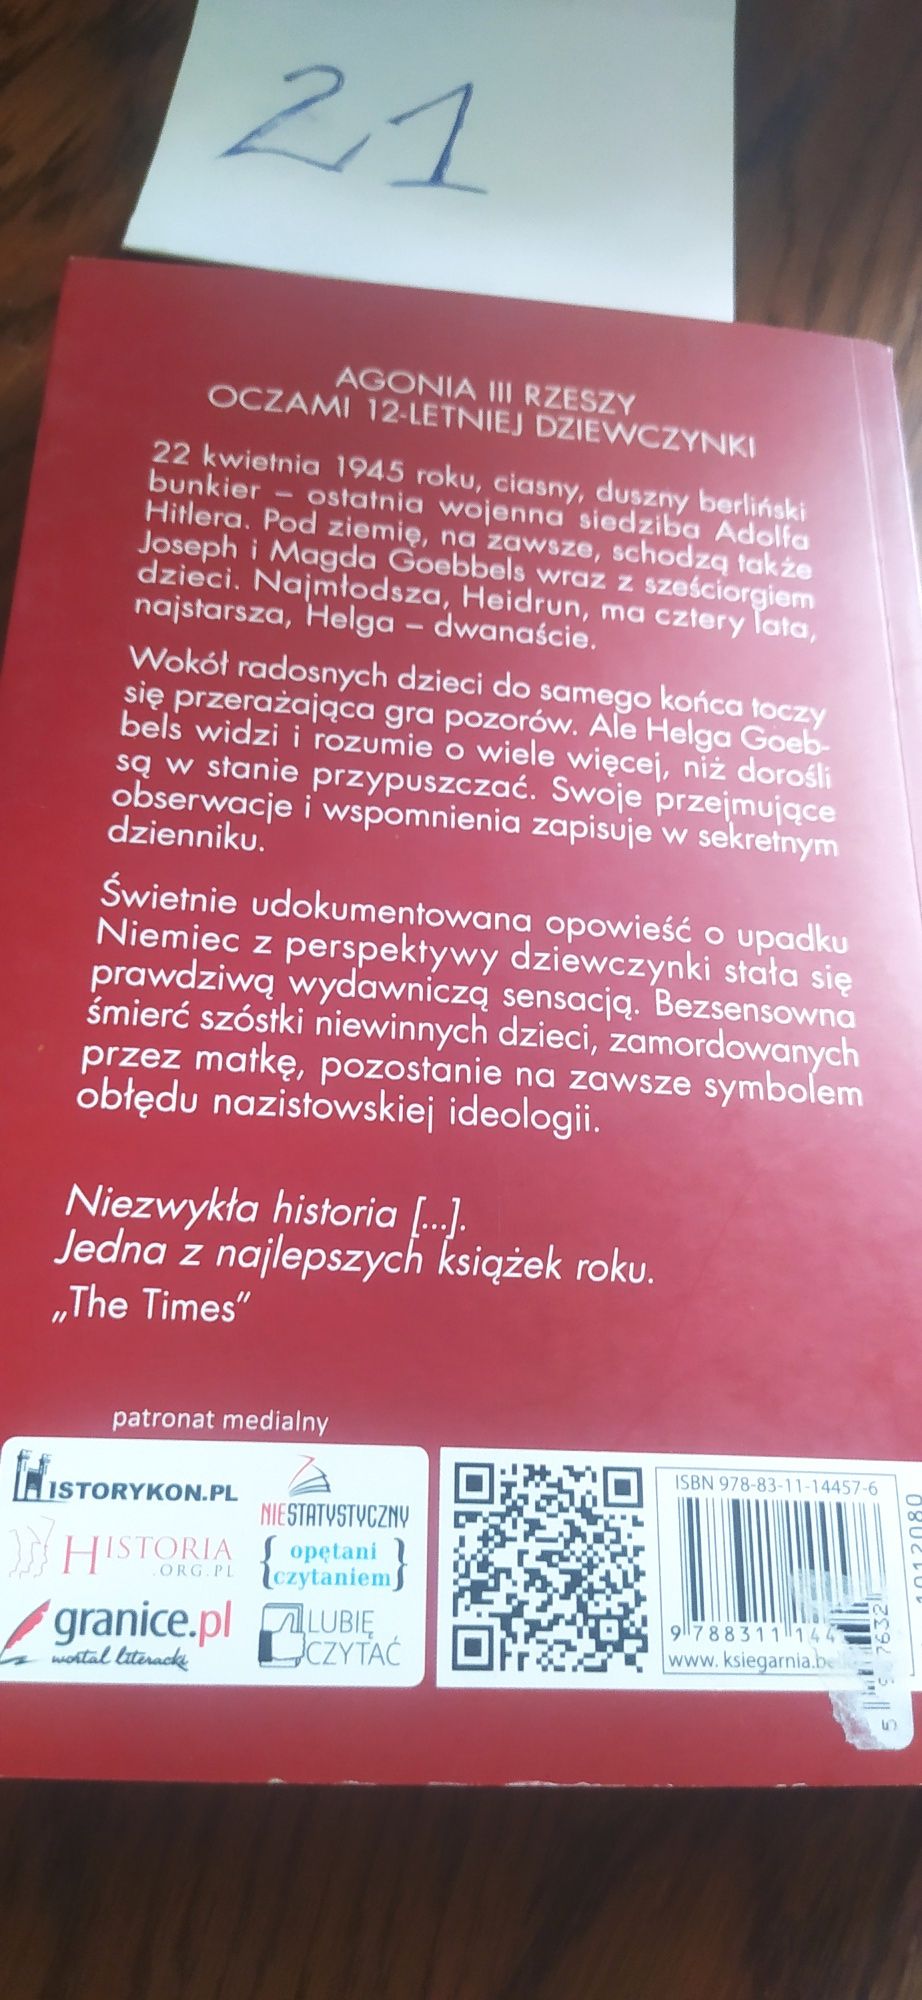 21
AGONIA III RZESZY
OCZAMI 12-LETNIEJ DZIEWCZYNKI
22 kwietnia 1945 roku, ciasny, duszny berliński
bunkier – ostatnia wojenna siedziba Adolfa
Hitlera. Pod ziemię, na zawsze, schodzą także
Joseph i Magda Goebbels wraz z sześciorgiem
dzieci. Najmłodsza, Heidrun, ma cztery lata,
najstarsza, Helga – dwanaście.
Wokół radosnych dzieci do samego końca toczy
się przerażająca gra pozorów. Ale Helga Goeb-
bels widzi i rozumie o wiele więcej, niż dorośli
są w stanie przypuszczać. Swoje przejmujące
obserwacje i wspomnienia zapisuje w sekretnym
dzienniku.
Świetnie udokumentowana opowieść o upadku
Niemiec z perspektywy dziewczynki stała się
prawdziwą wydawniczą sensacją. Bezsensowna
śmierć szóstki niewinnych dzieci, zamordowanych
przez matkę, pozostanie na zawsze symbolem
obłędu nazistowskiej ideologii.
Niezwykła historia [...].
Jedna z najlepszych książek roku.
„The Times”
patronat medialny
HISTORYKON.PL
NIESTATYSTYCZNY
HISTORIA
.ORG.PL
{opętani
czytaniem}
granice.pl
wortal literacki
LUBIĘ
CZYTAĆ
ISBN 978-83-11-14457-6
9 788311 144
www.ksiegarnia.be